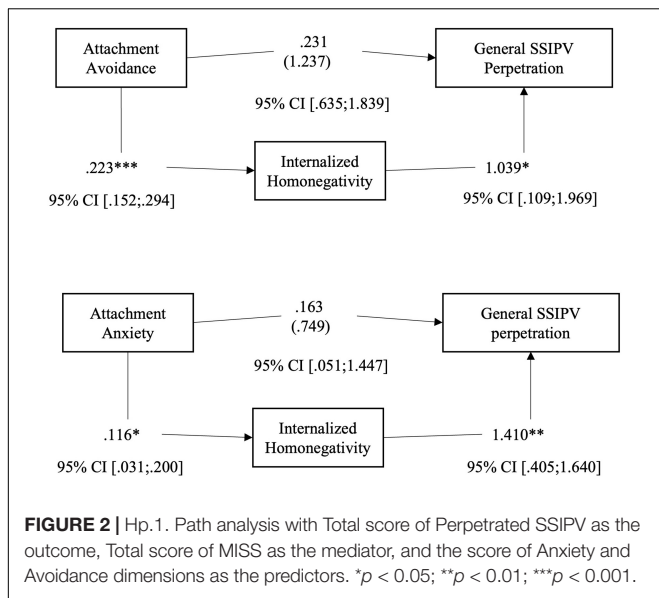 Attachment
Avoidance
.231
(1.237)
General SSIPV
Perpetration
95% CI [.635;1.839]
.223***
Internalized
Homonegativity
1.039*
95% CI [.152;.294]
95% CI [.109;1.969]
Attachment
Anxiety
.163
(.749)
General SSIPV
perpetration
95% CI [.051;1.447]
.116*
Internalized
Homonegativity
1.410**
95% CI [.031;.200]
95% CI [.405;1.640]
FIGURE 2 | Hp.1. Path analysis with Total score of Perpetrated SSIPV as the
outcome, Total score of MISS as the mediator, and the score of Anxiety and
Avoidance dimensions as the predictors. *p < 0.05; **p < 0.01; ***p < 0.001.